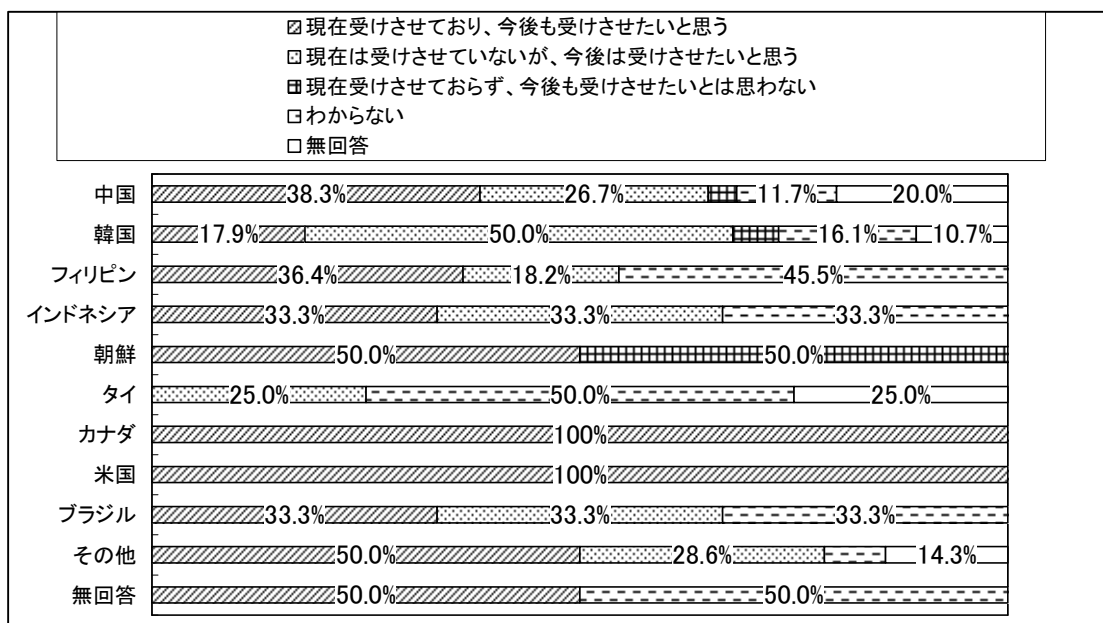 現在受けさせており、今後も受けさせたいと思う
現在は受けさせていないが、今後は受けさせたいと思う
現在受けさせておらず、今後も受けさせたいとは思わない
わからない
無回答
中国 38.3% 26.7% 11.7% 20.0%
韓国 17.9% 50.0% 16.1% 10.7%
フィリピン 36.4% 18.2% 45.5%
インドネシア 33.3% 33.3% 33.3%
朝鮮 50.0% 50.0%
タイ 25.0% 50.0% 25.0%
カナダ 100%
米国 100%
ブラジル 33.3% 33.3% 33.3%
その他 50.0% 28.6% 14.3%
無回答 50.0% 50.0%